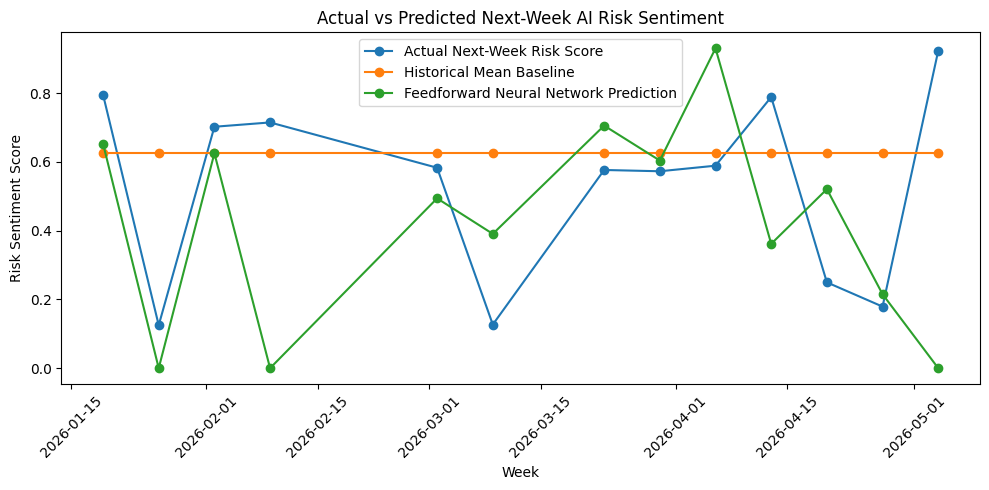 Actual vs Predicted Next-Week AI Risk Sentiment
Actual Next-Week Risk Score
Historical Mean Baseline
Feedforward Neural Network Prediction
Risk Sentiment Score
0.8
0.6
0.4
0.2
0.0
2026-01-15
2026-02-01
2026-02-15
2026-03-01
2026-03-15
2026-04-01
2026-04-15
2026-05-01
Week